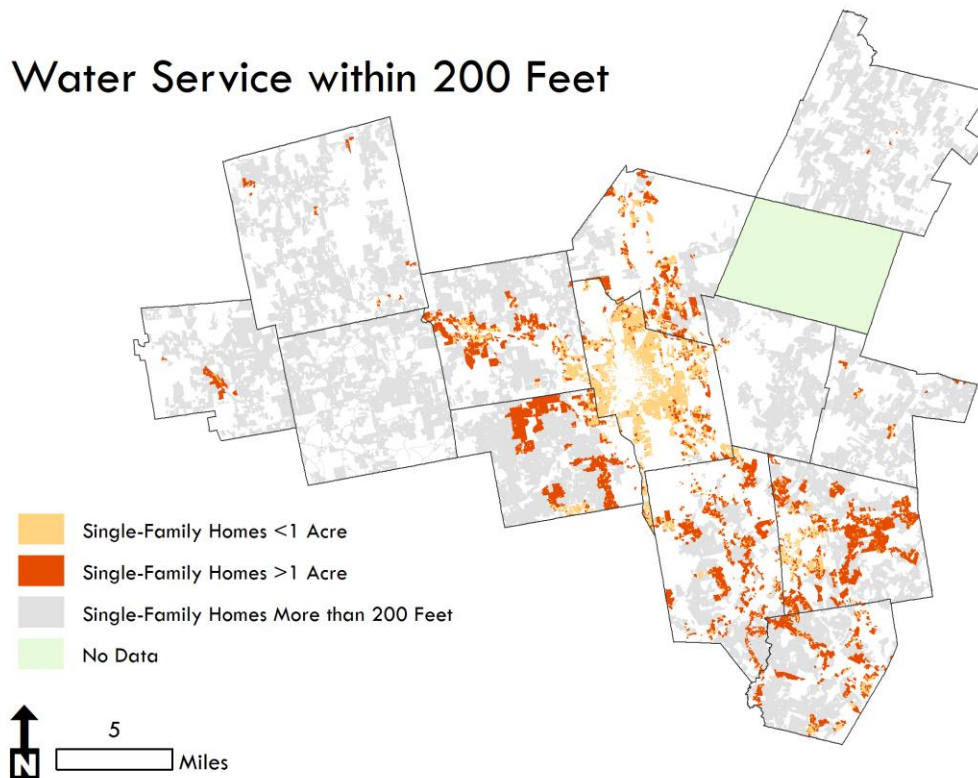 Water Service within 200 Feet
Single-Family Homes <1 Acre
Single-Family Homes >1 Acre
Single-Family Homes More than 200 Feet
No Data
5
N
Miles